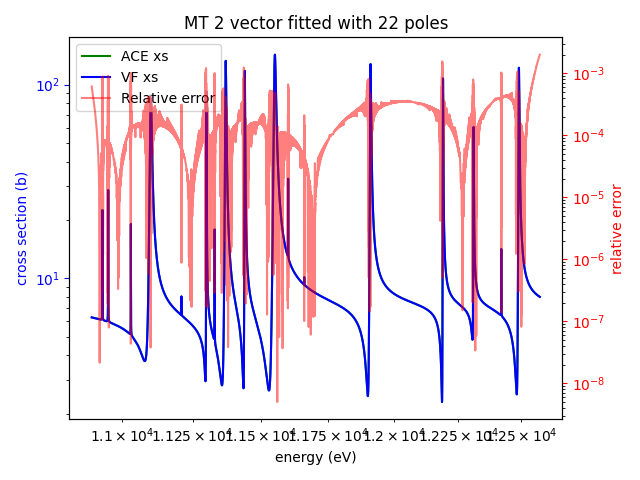 MT 2 vector fitted with 22 poles
ACE xs
VF xs
Relative error
cross section (b)
10²
10¹
relative error
10⁻³
10⁻⁴
10⁻⁵
10⁻⁶
10⁻⁷
10⁻⁸
1.1 × 10⁴ 1.125 × 10⁴ 1.15 × 10⁴ 1.175 × 10⁴ 1.2 × 10⁴ 1.225 × 10⁴ 1.25 × 10⁴
energy (eV)